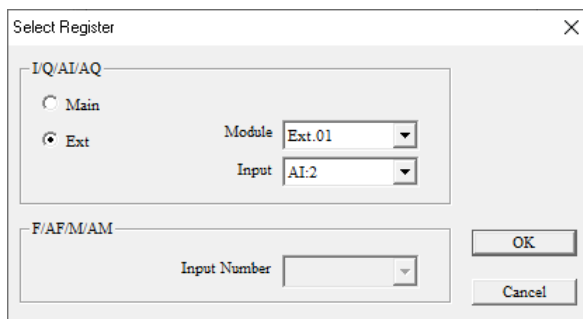 Select Register
I/Q/AI/AQ
Main
Ext
Module Ext.01
Input AI:2
F/AF/M/AM
Input Number
OK
Cancel